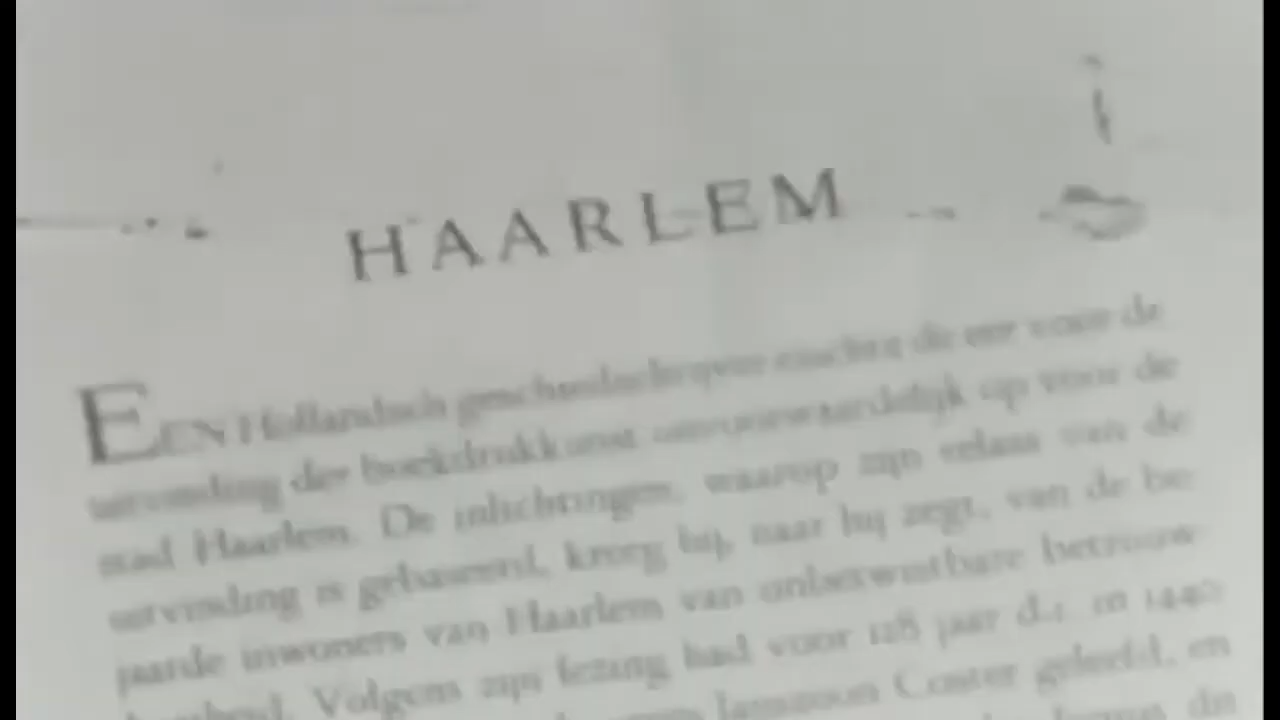 HAARLEM
EEN Hollandsch geschiedschrijver eischt de eer voor de
uitvinding der boekdrukkunst onvoorwaardelijk op voor de
stad Haarlem. De inlichtingen, waarop zijn relaas van de
uitvinding is gebaseerd, kreeg hij, naar hij zegt, van de be-
jaarde inwoners van Haarlem van onbetwistbare betrouw-
Volgens zijn lezing had voor 128 jaar d.i. in 1440
Coster geleefd, en